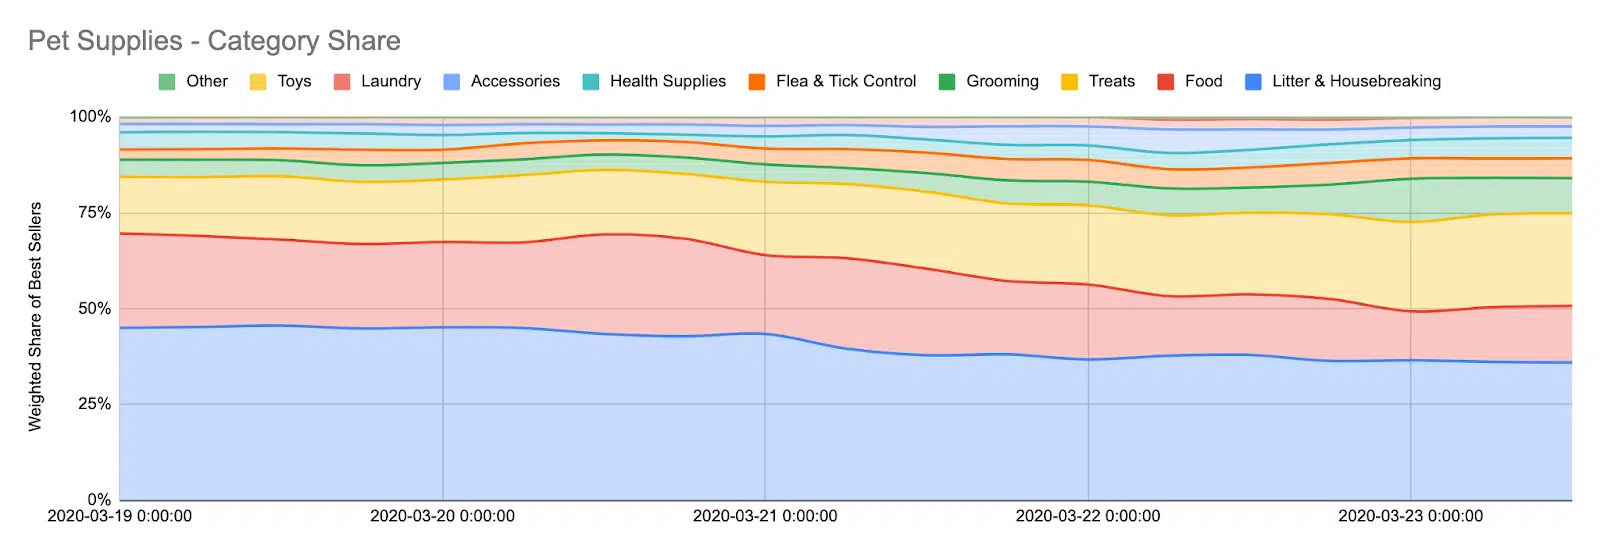 Pet Supplies - Category Share
Other Toys Laundry Accessories Health Supplies Flea & Tick Control Grooming Treats Food Litter & Housebreaking
Weighted Share of Best Sellers
100%
75%
50%
25%
0%
2020-03-19 0:00:00 2020-03-20 0:00:00 2020-03-21 0:00:00 2020-03-22 0:00:00 2020-03-23 0:00:00